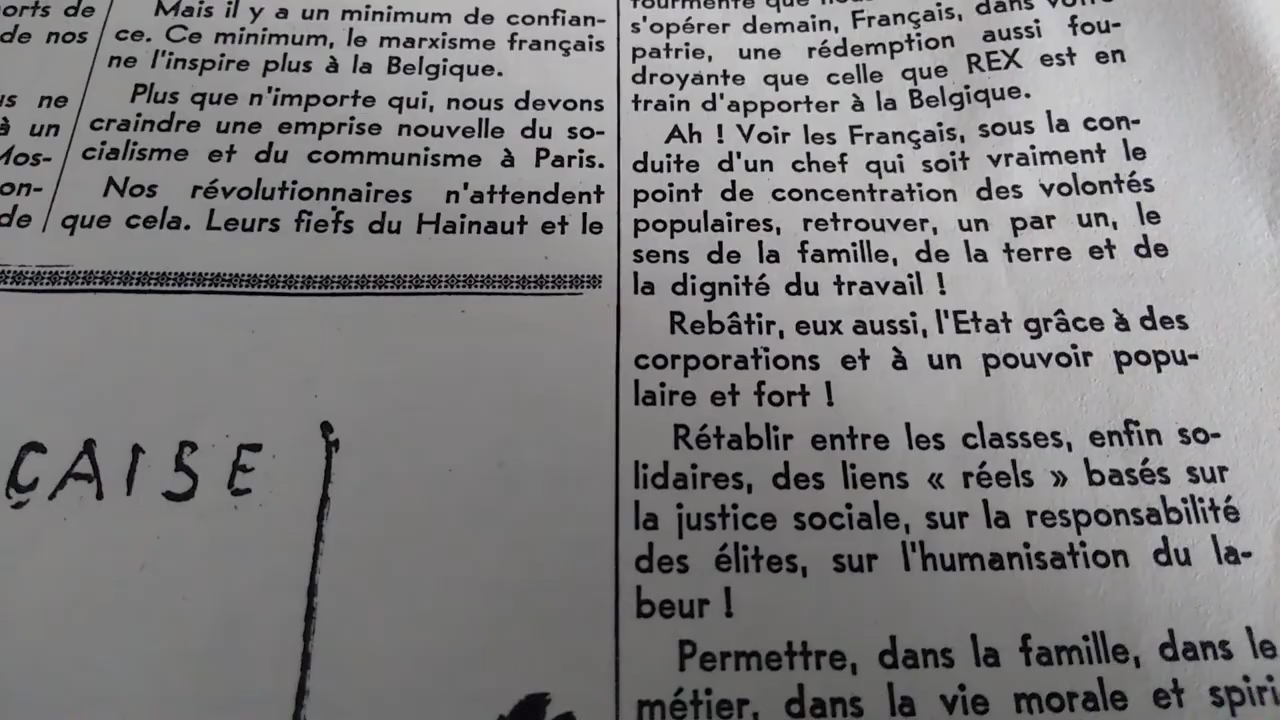 orts de
de nos
us ne
à un
Mos-
on-
de
Mais il y a un minimum de confian-
ce. Ce minimum, le marxisme français
ne l'inspire plus à la Belgique.
Plus que n'importe qui, nous devons
craindre une emprise nouvelle du so-
cialisme et du communisme à Paris.
Nos révolutionnaires n'attendent
que cela. Leurs fiefs du Hainaut et le
ÇAISE
s'opérer demain, Français, dans votre
patrie, une rédemption aussi fou-
droyante que celle que REX est en
train d'apporter à la Belgique.
Ah ! Voir les Français, sous la con-
duite d'un chef qui soit vraiment le
point de concentration des volontés
populaires, retrouver, un par un, le
sens de la famille, de la terre et de
la dignité du travail !
Rebâtir, eux aussi, l'Etat grâce à des
corporations et à un pouvoir popu-
laire et fort !
Rétablir entre les classes, enfin so-
lidaires, des liens « réels » basés sur
la justice sociale, sur la responsabilité
des élites, sur l'humanisation du la-
beur !
Permettre, dans la famille, dans le
métier, dans la vie morale et spiri